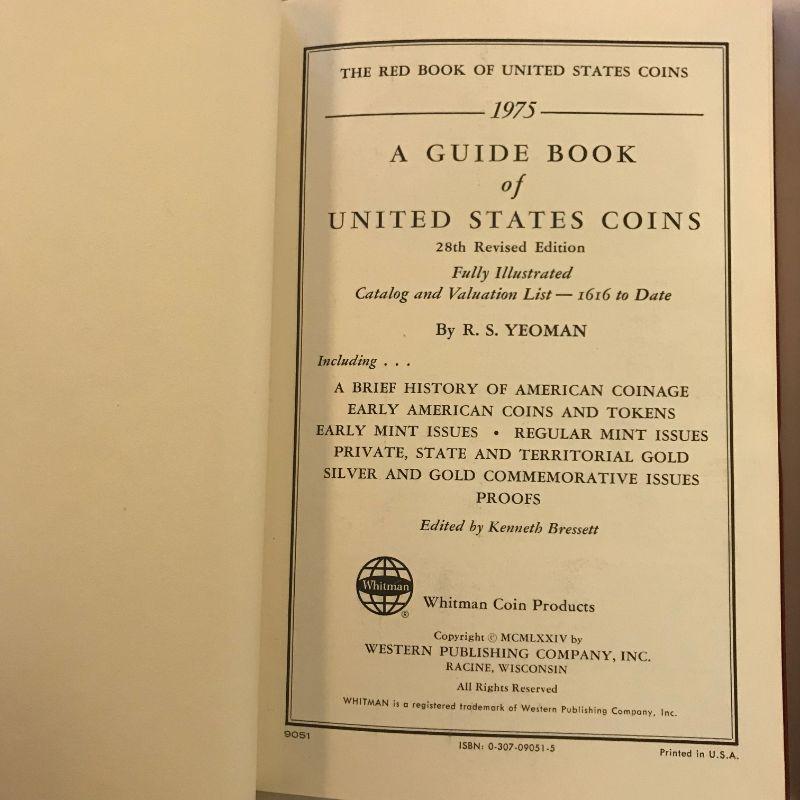 THE RED BOOK OF UNITED STATES COINS
1975
A GUIDE BOOK
of
UNITED STATES COINS
28th Revised Edition
Fully Illustrated
Catalog and Valuation List — 1616 to Date
By R. S. YEOMAN
Including . . .
A BRIEF HISTORY OF AMERICAN COINAGE
EARLY AMERICAN COINS AND TOKENS
EARLY MINT ISSUES • REGULAR MINT ISSUES
PRIVATE, STATE AND TERRITORIAL GOLD
SILVER AND GOLD COMMEMORATIVE ISSUES
PROOFS
Edited by Kenneth Bressett
Whitman ®
Whitman Coin Products
Copyright © MCMLXXIV by
WESTERN PUBLISHING COMPANY, INC.
RACINE, WISCONSIN
All Rights Reserved
WHITMAN is a registered trademark of Western Publishing Company, Inc.
9051
ISBN: 0-307-09051-5
Printed in U.S.A.